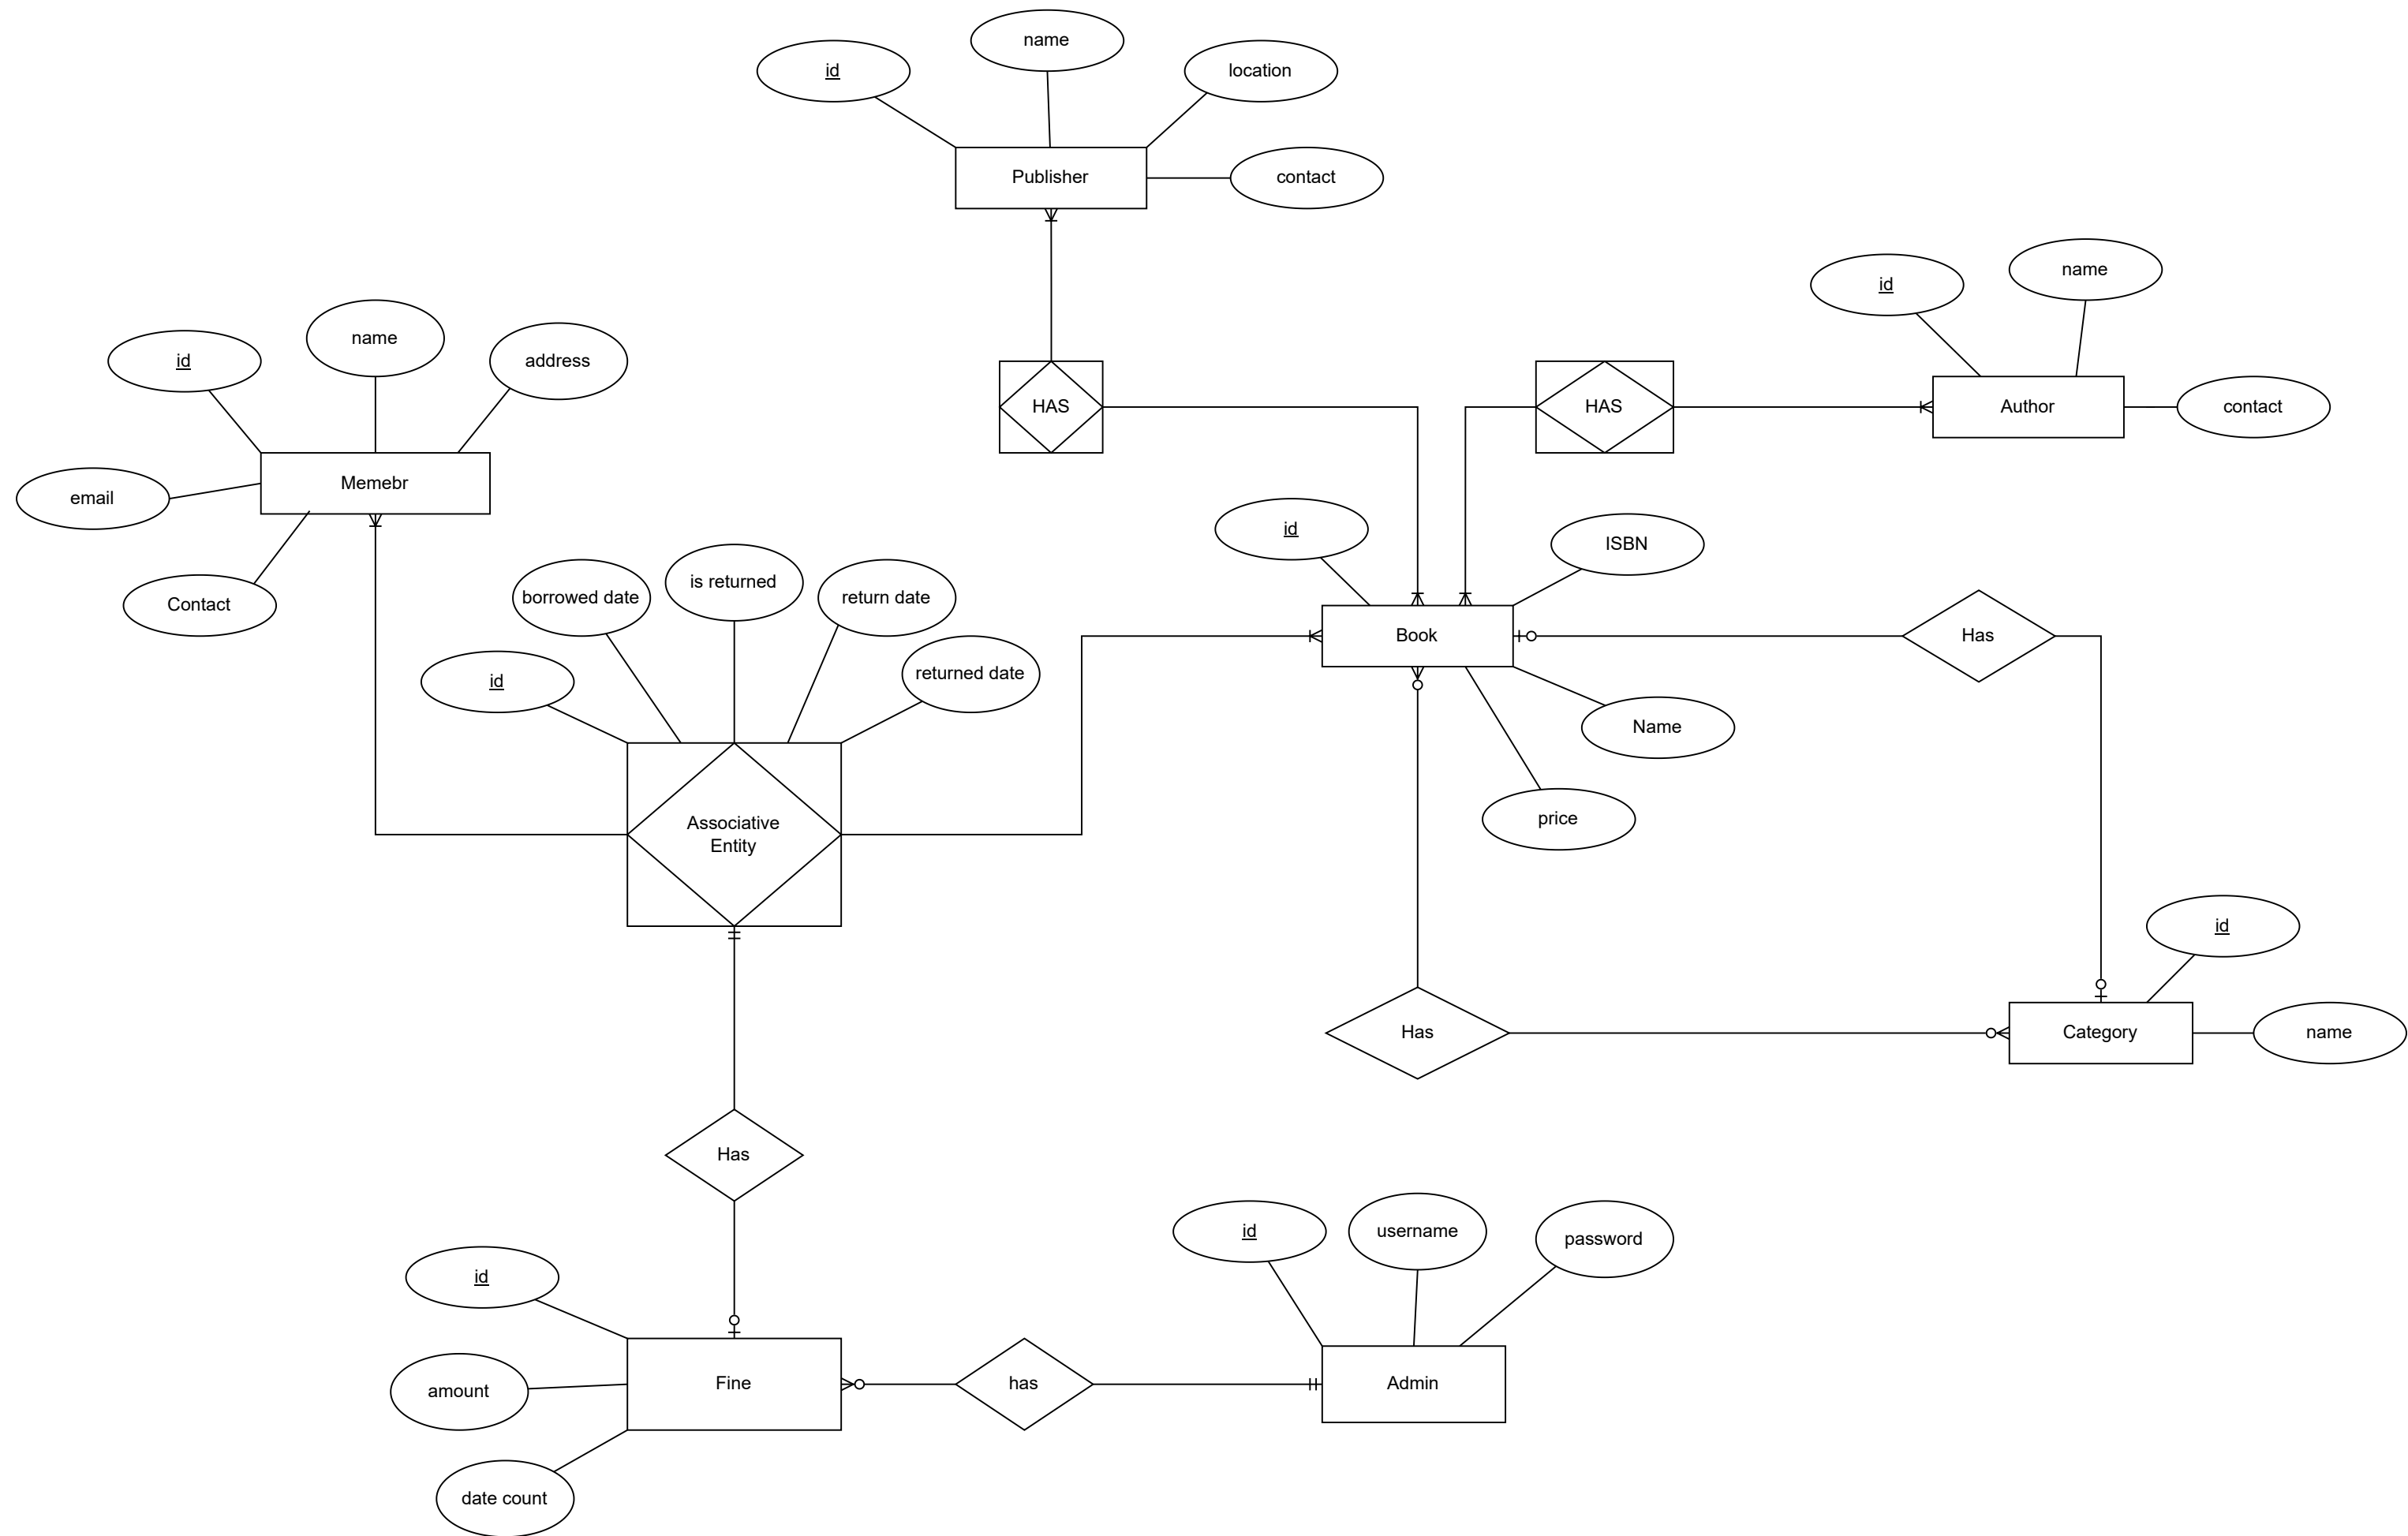 name
id
location
Publisher
contact
name
id
name
id
address
HAS
HAS
Author
contact
Memebr
email
id
ISBN
is returned
borrowed date
return date
Contact
Book
Has
returned date
id
Name
price
Associative
Entity
id
Has
Category
name
Has
id
username
password
id
Fine
has
Admin
amount
date count